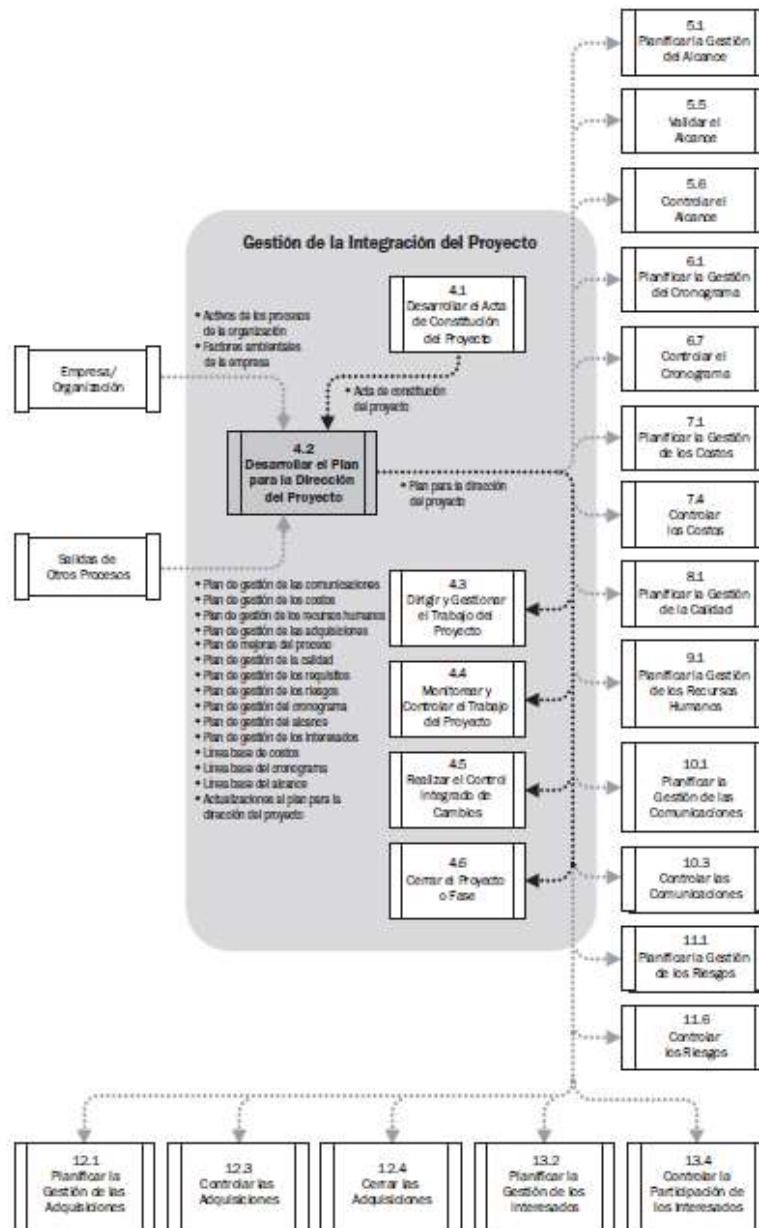 Gestión de la Integración del Proyecto
4.1
Desarrollar el Acta
de Constitución
del Proyecto
• Activos de los procesos
de la organización
• Factores ambientales
de la empresa
Empresa/
Organización
• Acta de constitución
del proyecto
4.2
Desarrollar el Plan
para la Dirección
del Proyecto
• Plan para la dirección
del proyecto
Salidas de
Otros Procesos
• Plan de gestión de las comunicaciones
• Plan de gestión de los costos
• Plan de gestión de los recursos humanos
• Plan de gestión de las adquisiciones
• Plan de mejoras del proceso
• Plan de gestión de la calidad
• Plan de gestión de los requisitos
• Plan de gestión de los riesgos
• Plan de gestión del cronograma
• Plan de gestión del alcance
• Plan de gestión de los interesados
• Línea base de costos
• Línea base del cronograma
• Línea base del alcance
• Actualizaciones al plan para la
dirección del proyecto
4.3
Dirigir y Gestionar
el Trabajo del
Proyecto
4.4
Monitorear y
Controlar el Trabajo
del Proyecto
4.5
Realizar el Control
Integrado de
Cambios
4.6
Cerrar el Proyecto
o Fase
5.1
Planificar la Gestión
del Alcance
5.5
Validar el
Alcance
5.6
Controlar el
Alcance
6.1
Planificar la Gestión
del Cronograma
6.7
Controlar el
Cronograma
7.1
Planificar la Gestión
de los Costos
7.4
Controlar
los Costos
8.1
Planificar la Gestión
de la Calidad
9.1
Planificar la Gestión
de los Recursos
Humanos
10.1
Planificar la
Gestión de las
Comunicaciones
10.3
Controlar las
Comunicaciones
11.1
Planificar la Gestión
de los Riesgos
11.6
Controlar
los Riesgos
12.1
Planificar la
Gestión de las
Adquisiciones
12.3
Controlar las
Adquisiciones
12.4
Cerrar las
Adquisiciones
13.2
Planificar la
Gestión de los
Interesados
13.4
Controlar la
Participación de
los Interesados